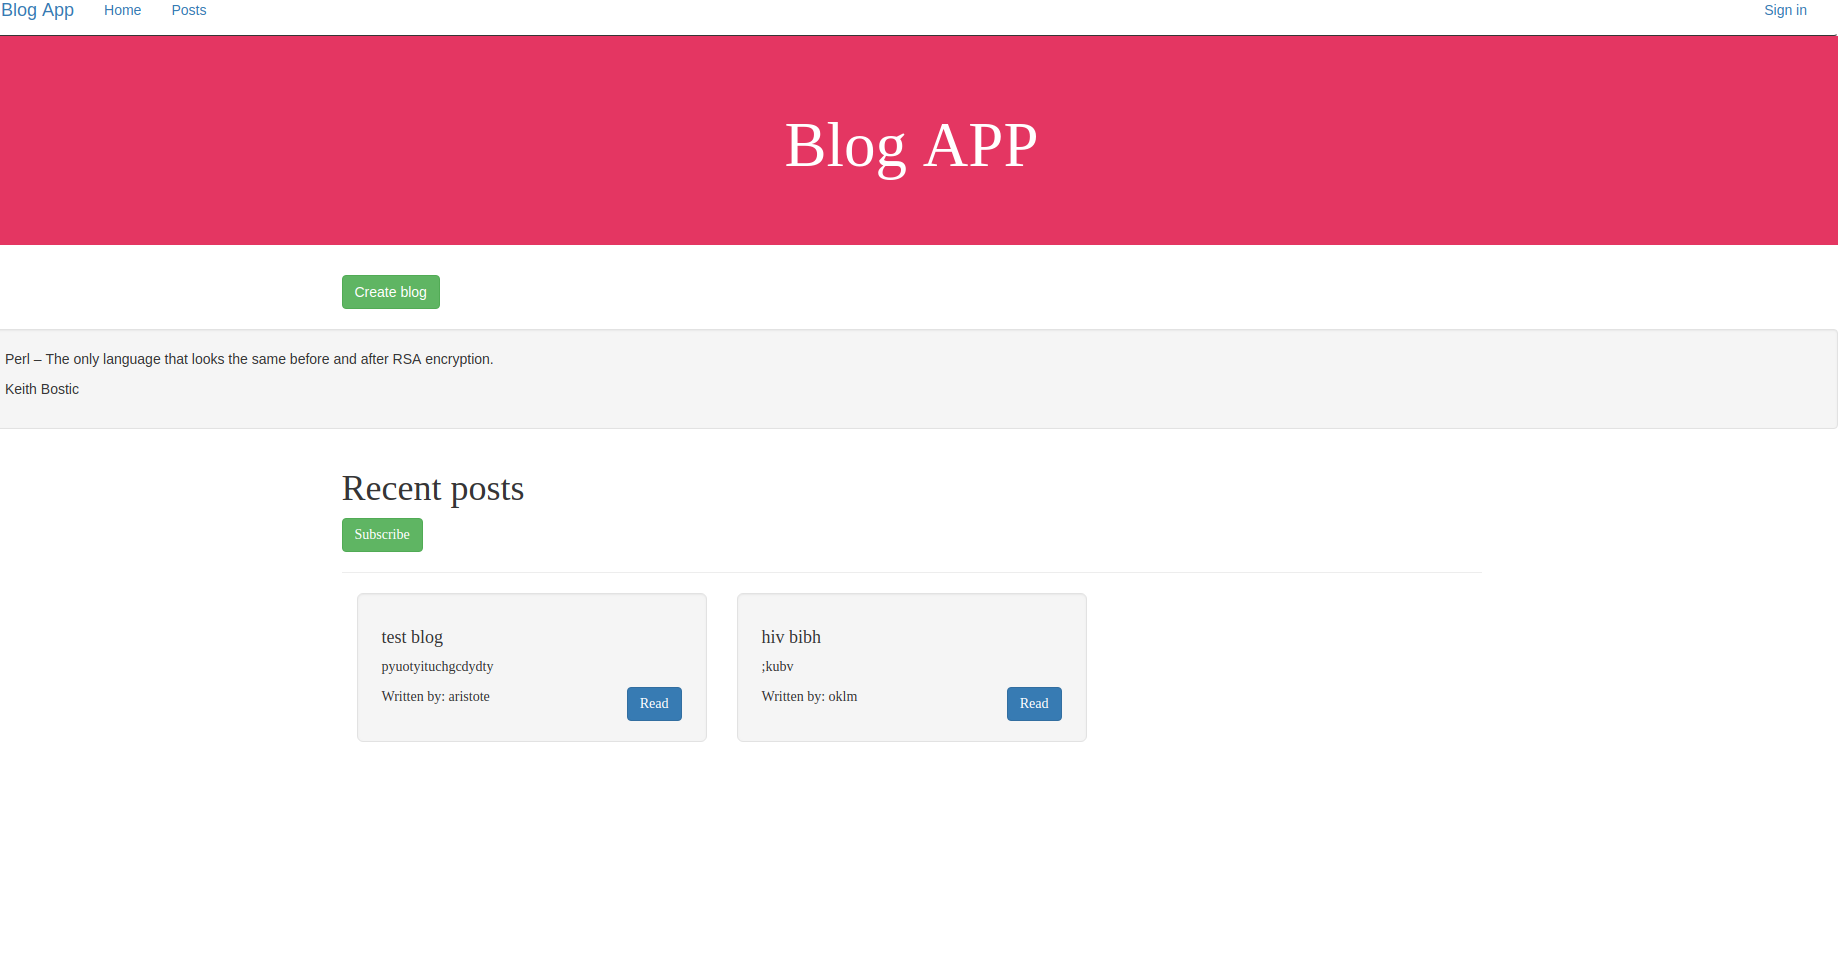 Blog App Home Posts Sign in
Blog APP
Create blog
Perl – The only language that looks the same before and after RSA encryption.
Keith Bostic
Recent posts
Subscribe
test blog
pyuotyituchgcdydty
Written by: aristote
Read
hiv bibh
;kubv
Written by: oklm
Read